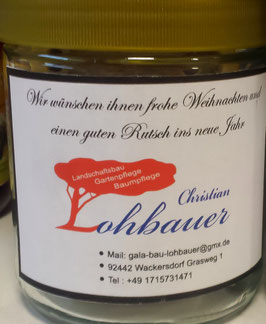 Wir wünschen ihnen frohe Weihnachten und
einen guten Rutsch ins neue Jahr
Landschaftsbau
Gartenpflege
Baumpflege
Christian
Lohbauer
• Mail: gala-bau-lohbauer@gmx.de
• 92442 Wackersdorf Grasweg 1
• Tel : +49 1715731471